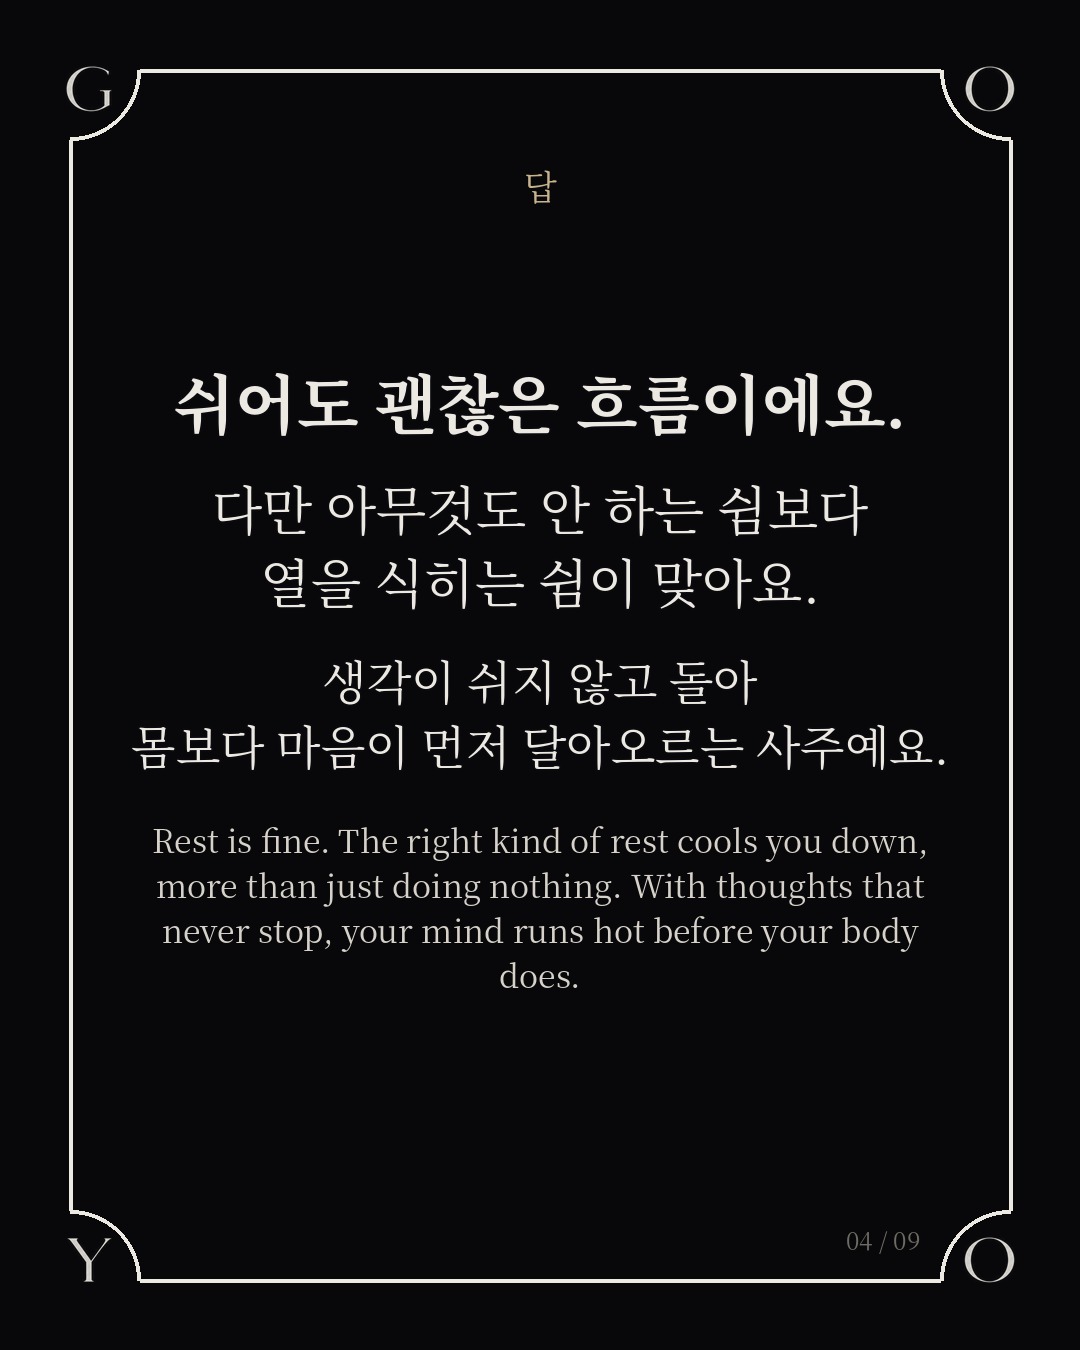 G O
답
쉬어도 괜찮은 흐름이에요.
다만 아무것도 안 하는 쉼보다
열을 식히는 쉼이 맞아요.
생각이 쉬지 않고 돌아
몸보다 마음이 먼저 달아오르는 사주예요.
Rest is fine. The right kind of rest cools you down,
more than just doing nothing. With thoughts that
never stop, your mind runs hot before your body
does.
04 / 09
Y O